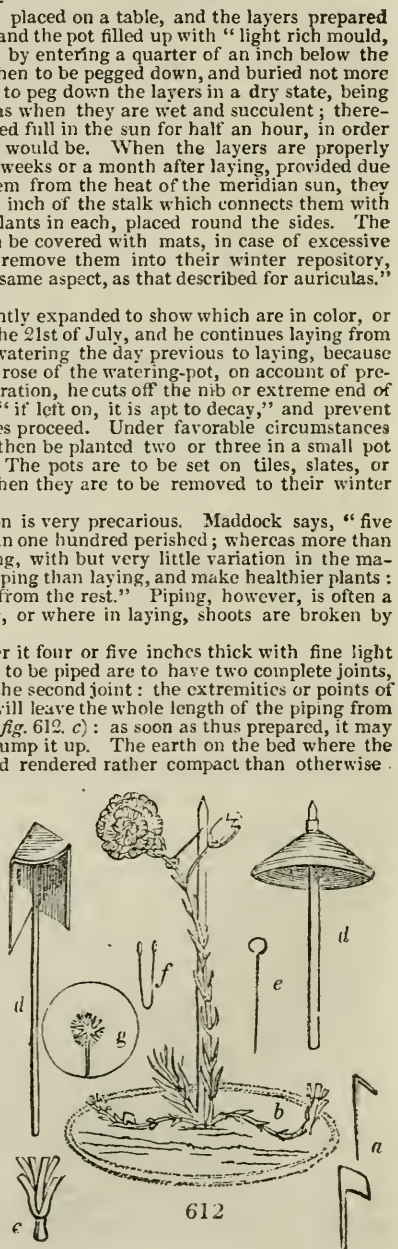 placed on a table, and the layers prepared
and the pot filled up with “ light rich mould,
by entering a quarter of an inch below the
hen to be pegged down, and buried not more
to peg down the layers in a dry state, being
as when they are wet and succulent ; there-
ed full in the sun for half an hour, in order
would be. When the layers are properly
weeks or a month after laying, provided due
em from the heat of the meridian sun, they
inch of the stalk which connects them with
lants in each, placed round the sides. The
be covered with mats, in case of excessive
remove them into their winter repository,
same aspect, as that described for auriculas.”
ntly expanded to show which are in color, or
he 21st of July, and he continues laying from
watering the day previous to laying, because
rose of the watering-pot, on account of pre-
ration, he cuts off the nib or extreme end of
“ if left on, it is apt to decay,” and prevent
es proceed. Under favorable circumstances
then be planted two or three in a small pot
The pots are to be set on tiles, slates, or
hen they are to be removed to their winter
n is very precarious. Maddock says, “ five
an one hundred perished ; whereas more than
ng, with but very little variation in the ma-
ping than laying, and make healthier plants :
from the rest.” Piping, however, is often a
, or where in laying, shoots are broken by
er it four or five inches thick with fine light
to be piped are to have two complete joints,
he second joint : the extremities or points of
ill leave the whole length of the piping from
fig. 612. c) : as soon as thus prepared, it may
ump it up. The earth on the bed where the
d rendered rather compact than otherwise.
d
d
f
e
g
b
a
c
612